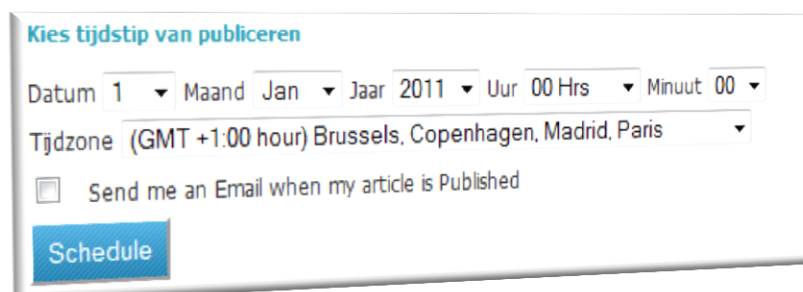 Kies tijdstip van publiceren
Datum 1 Maand Jan Jaar 2011 Uur 00 Hrs Minuut 00
Tijdzone (GMT +1:00 hour) Brussels, Copenhagen, Madrid, Paris
Send me an Email when my article is Published
Schedule